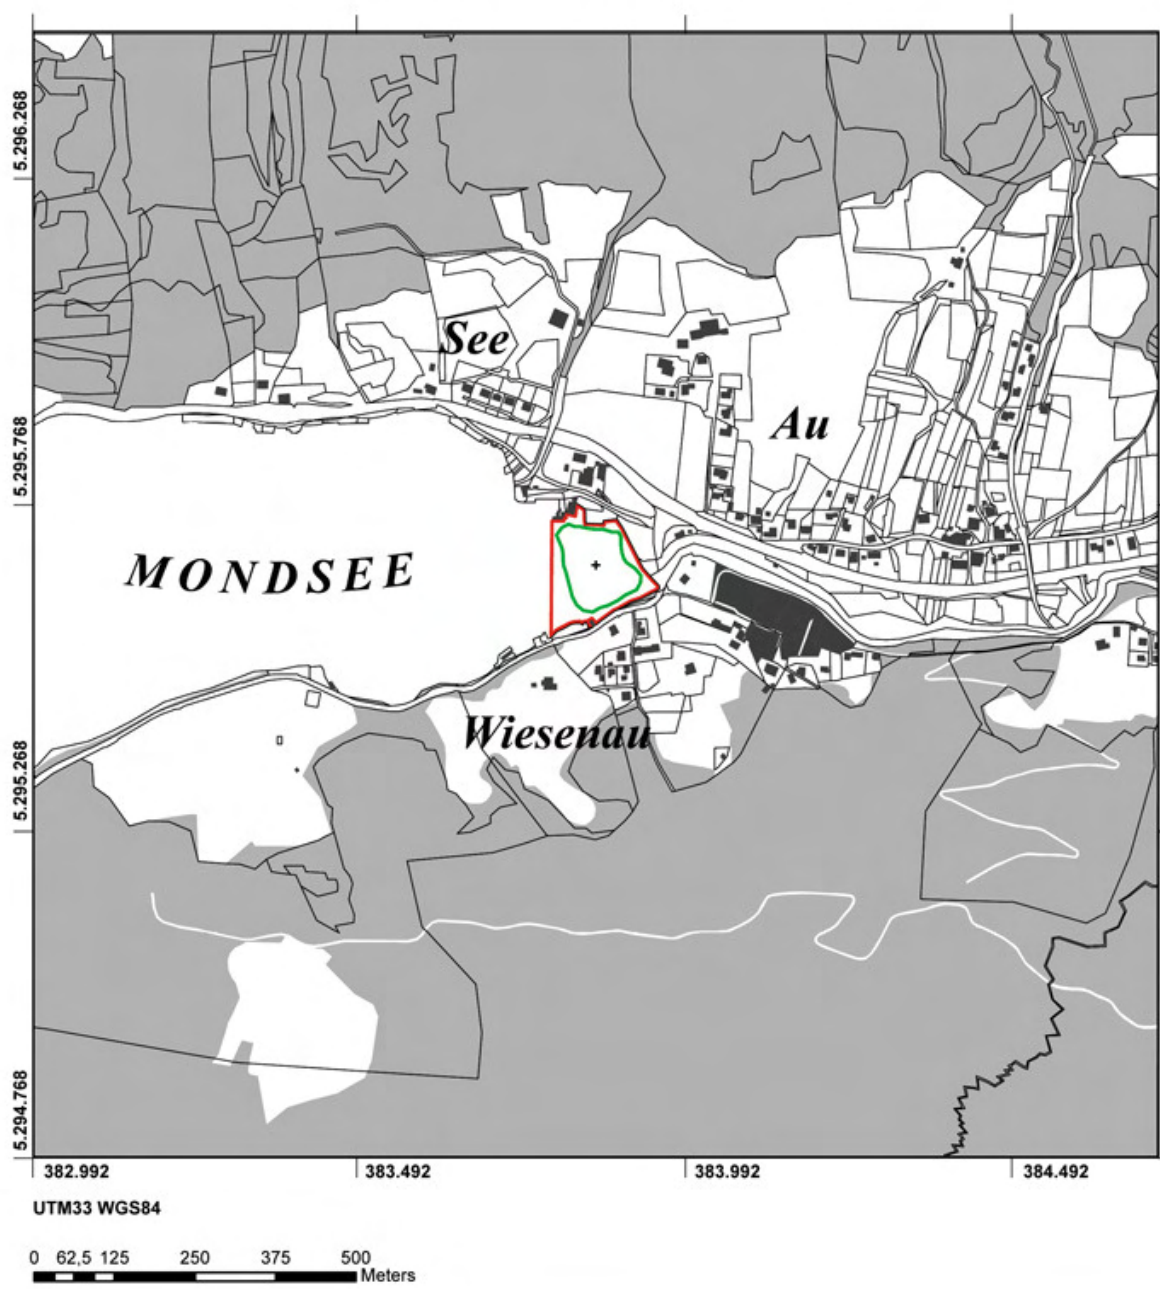 5.296.268
See
Au
5.295.768
MONDSEE
Wiesenau
5.295.268
5.294.768
382.992 383.492 383.992 384.492
UTM33 WGS84
0 62,5 125 250 375 500
Meters